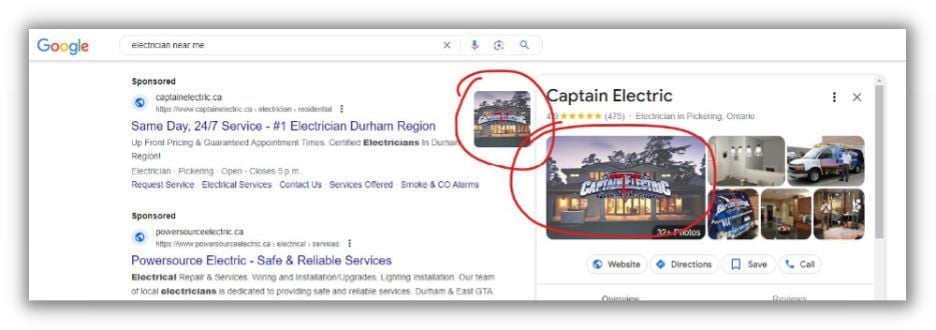 Google
electrician near me
Sponsored
captainelectric.ca
https://www.captainelectric.ca › electrician › residential
Same Day, 24/7 Service - #1 Electrician Durham Region
Up Front Pricing & Guaranteed Appointment Times. Certified Electricians In Durham
Region!
Electrician · Pickering · Open · Closes 5 p.m.
Request Service · Electrical Services · Contact Us · Services Offered · Smoke & CO Alarms
Sponsored
powersourceelectric.ca
https://www.powersourceelectric.ca › electrical › services
Powersource Electric - Safe & Reliable Services
Electrical Repair & Services. Wiring and Installation/Upgrades. Lighting Installation. Our team
of local electricians is dedicated to providing safe and reliable services. Durham & East GTA.
Captain Electric
(475) · Electrician in Pickering, Ontario
CAPTAIN ELECTRIC
32+ Photos
Website
Directions
Save
Call
Overview
Reviews